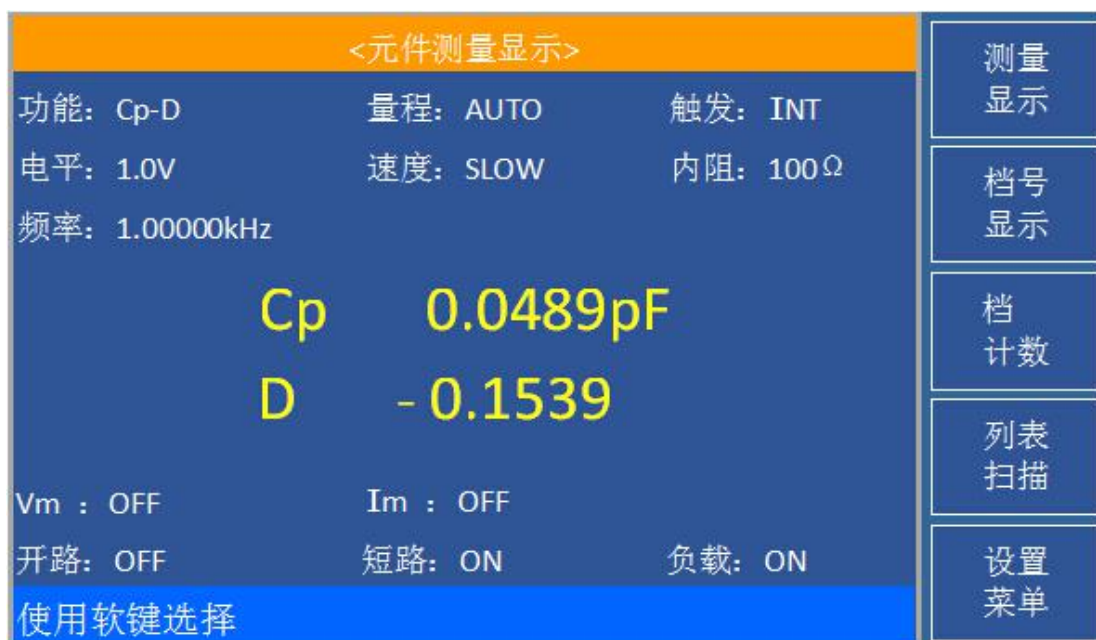 <元件测量显示>
功能：Cp-D 量程：AUTO 触发：INT
电平：1.0V 速度：SLOW 内阻：100Ω
频率：1.00000kHz
Cp 0.0489pF
D -0.1539
Vm ：OFF Im ：OFF
开路：OFF 短路：ON 负载：ON
使用软键选择
测量
显示
档号
显示
档
计数
列表
扫描
设置
菜单